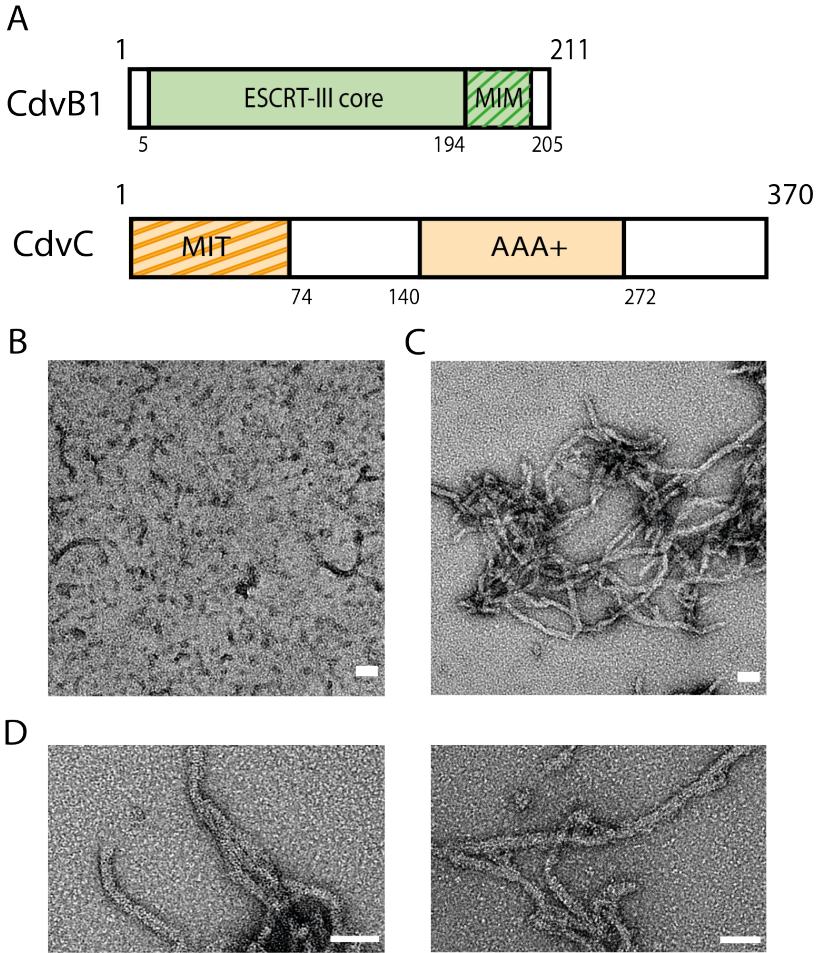 A
1 211
CdvB1 ESCRT-III core MIM
5 194 205
1 370
CdvC MIT AAA+
74 140 272
B C
D